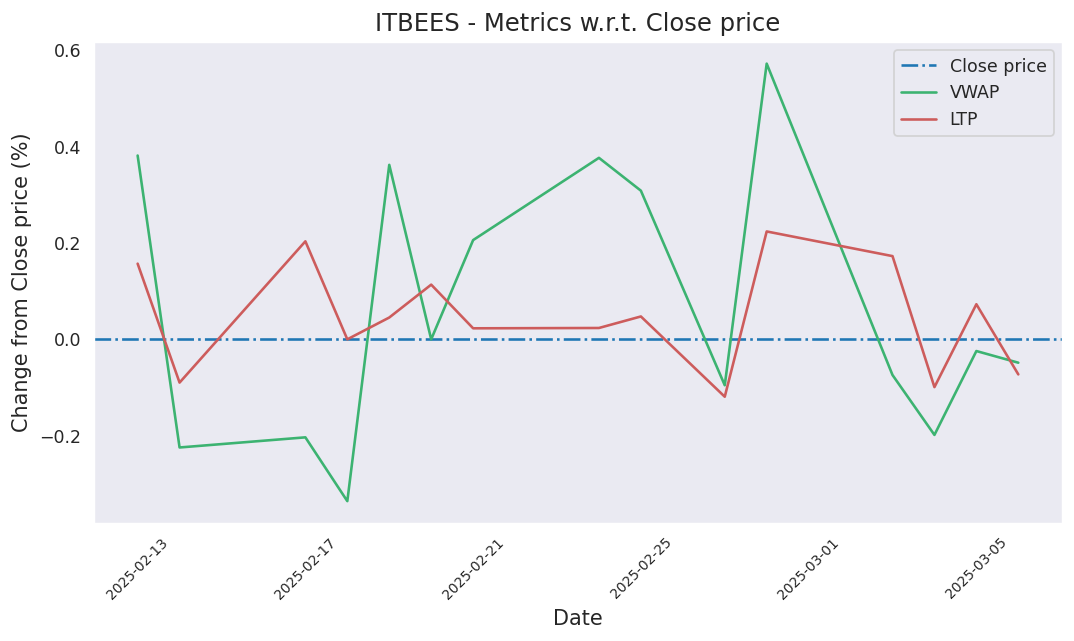 ITBEES - Metrics w.r.t. Close price
Change from Close price (%)
0.6
0.4
0.2
0.0
−0.2
Close price
VWAP
LTP
2025-02-13
2025-02-17
2025-02-21
2025-02-25
2025-03-01
2025-03-05
Date